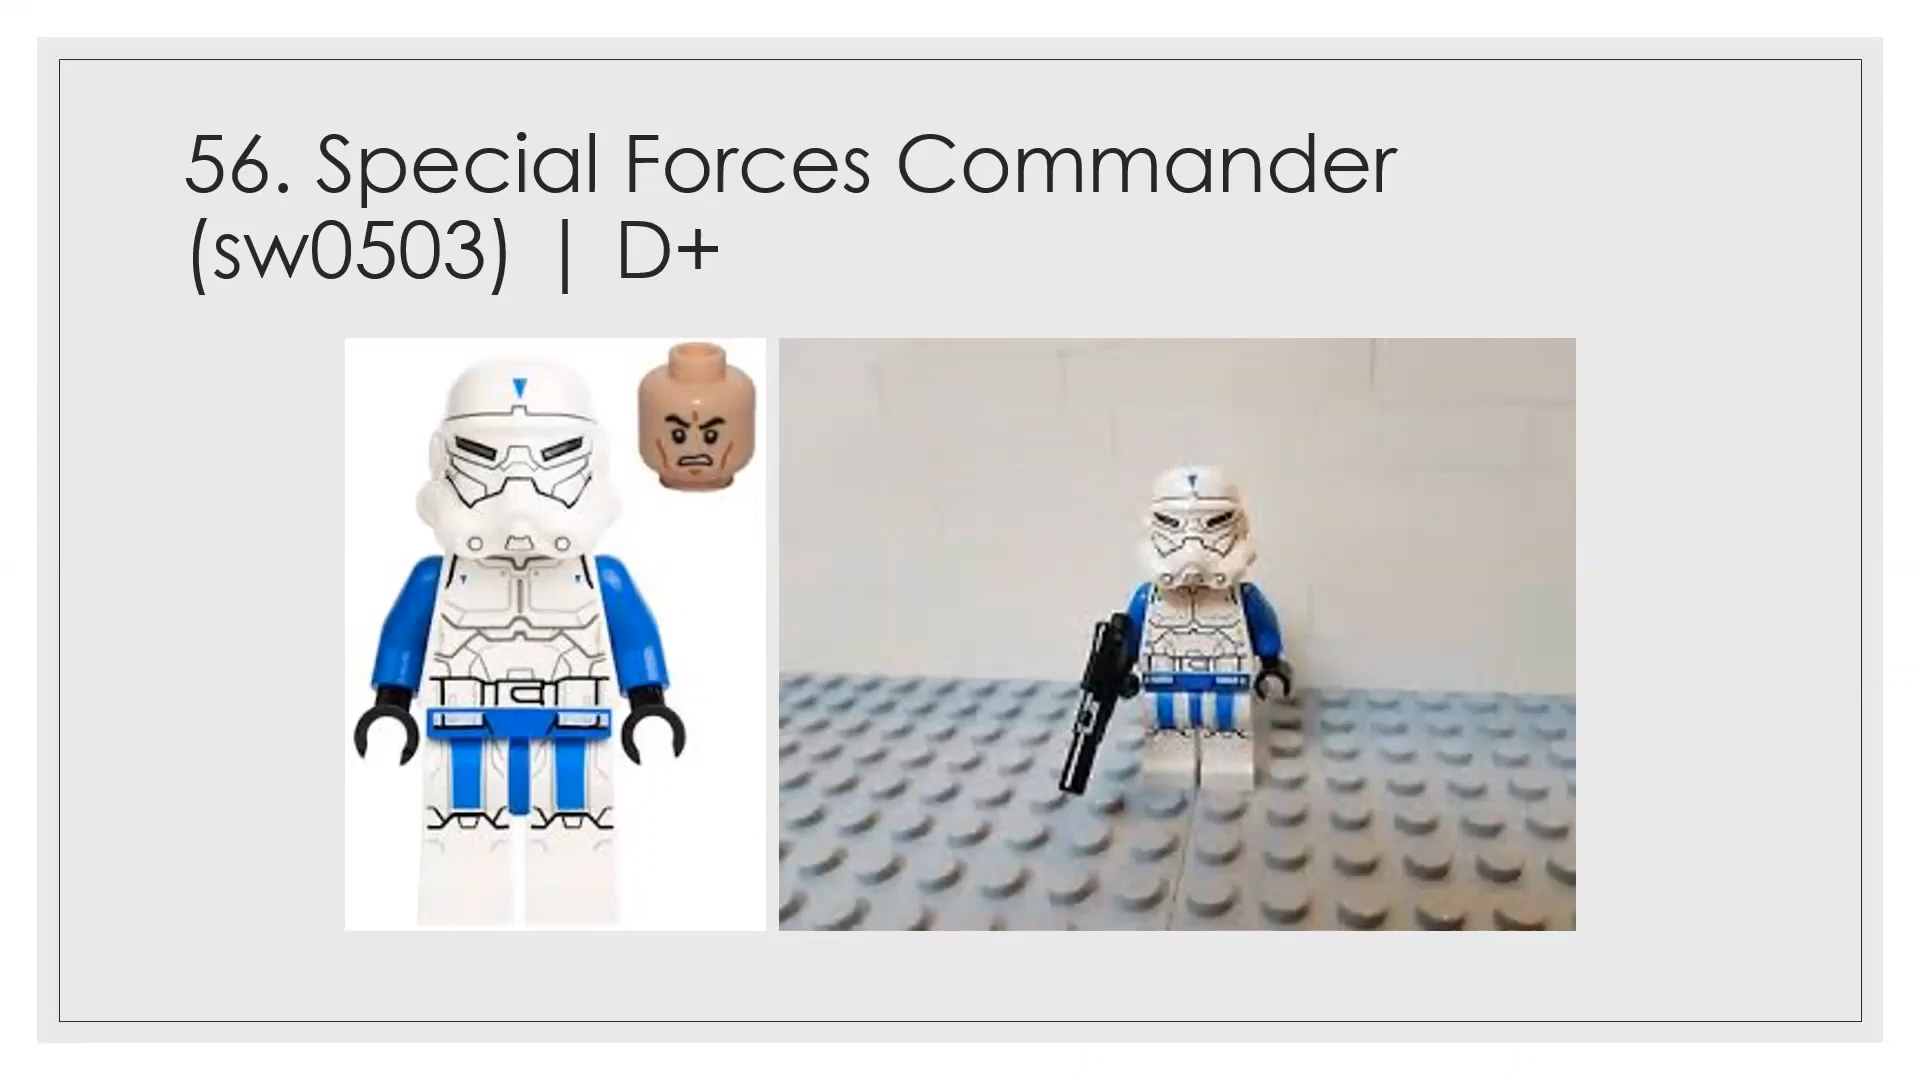 56. Special Forces Commander
(sw0503) | D+